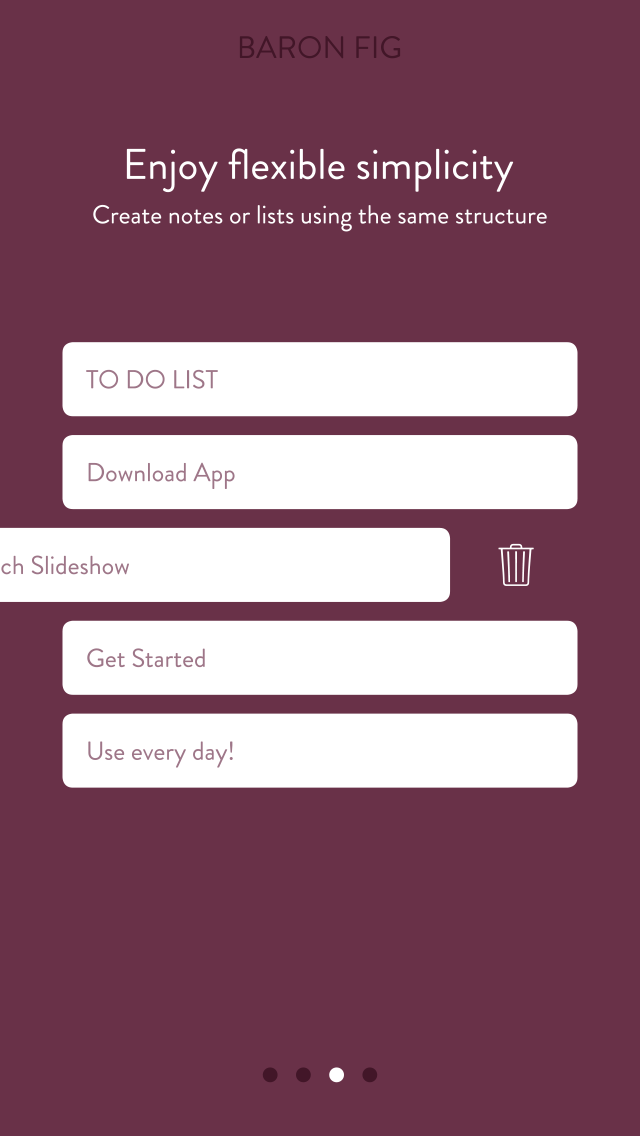 BARON FIG
Enjoy flexible simplicity
Create notes or lists using the same structure
TO DO LIST
Download App
ch Slideshow
Get Started
Use every day!